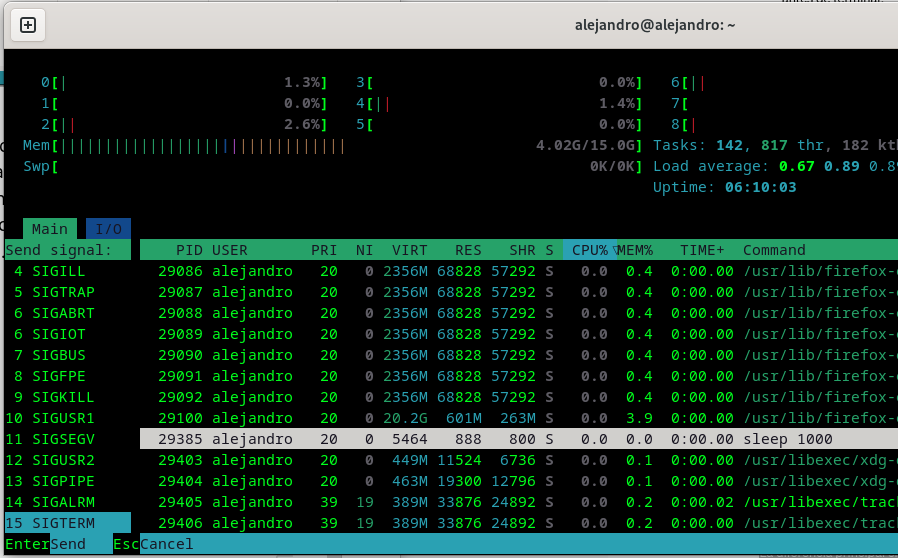 alejandro@alejandro: ~
0[| 1.3%] 3[ 0.0%] 6[||
1[ 0.0%] 4[|| 1.4%] 7[
2[|| 2.6%] 5[ 0.0%] 8[|
Mem[|||||||||||||||||||||||||||||||| 4.02G/15.0G] Tasks: 142, 817 thr, 182 kth
Swp[ 0K/0K] Load average: 0.67 0.89 0.89
Uptime: 06:10:03
Main I/O
Send signal: PID USER PRI NI VIRT RES SHR S CPU%▽MEM% TIME+ Command
4 SIGILL 29086 alejandro 20 0 2356M 68828 57292 S 0.0 0.4 0:00.00 /usr/lib/firefox-
5 SIGTRAP 29087 alejandro 20 0 2356M 68828 57292 S 0.0 0.4 0:00.00 /usr/lib/firefox-
6 SIGABRT 29088 alejandro 20 0 2356M 68828 57292 S 0.0 0.4 0:00.00 /usr/lib/firefox-
6 SIGIOT 29089 alejandro 20 0 2356M 68828 57292 S 0.0 0.4 0:00.00 /usr/lib/firefox-
7 SIGBUS 29090 alejandro 20 0 2356M 68828 57292 S 0.0 0.4 0:00.00 /usr/lib/firefox-
8 SIGFPE 29091 alejandro 20 0 2356M 68828 57292 S 0.0 0.4 0:00.00 /usr/lib/firefox-
9 SIGKILL 29092 alejandro 20 0 2356M 68828 57292 S 0.0 0.4 0:00.00 /usr/lib/firefox-
10 SIGUSR1 29100 alejandro 20 0 20.2G 601M 263M S 0.0 3.9 0:00.00 /usr/lib/firefox-
11 SIGSEGV 29385 alejandro 20 0 5464 888 800 S 0.0 0.0 0:00.00 sleep 1000
12 SIGUSR2 29403 alejandro 20 0 449M 11524 6736 S 0.0 0.1 0:00.00 /usr/libexec/xdg-
13 SIGPIPE 29404 alejandro 20 0 463M 19300 12796 S 0.0 0.1 0:00.00 /usr/libexec/xdg-
14 SIGALRM 29405 alejandro 39 19 389M 33876 24892 S 0.0 0.2 0:00.02 /usr/libexec/trac
15 SIGTERM 29406 alejandro 39 19 389M 33876 24892 S 0.0 0.2 0:00.00 /usr/libexec/trac
EnterSend EscCancel